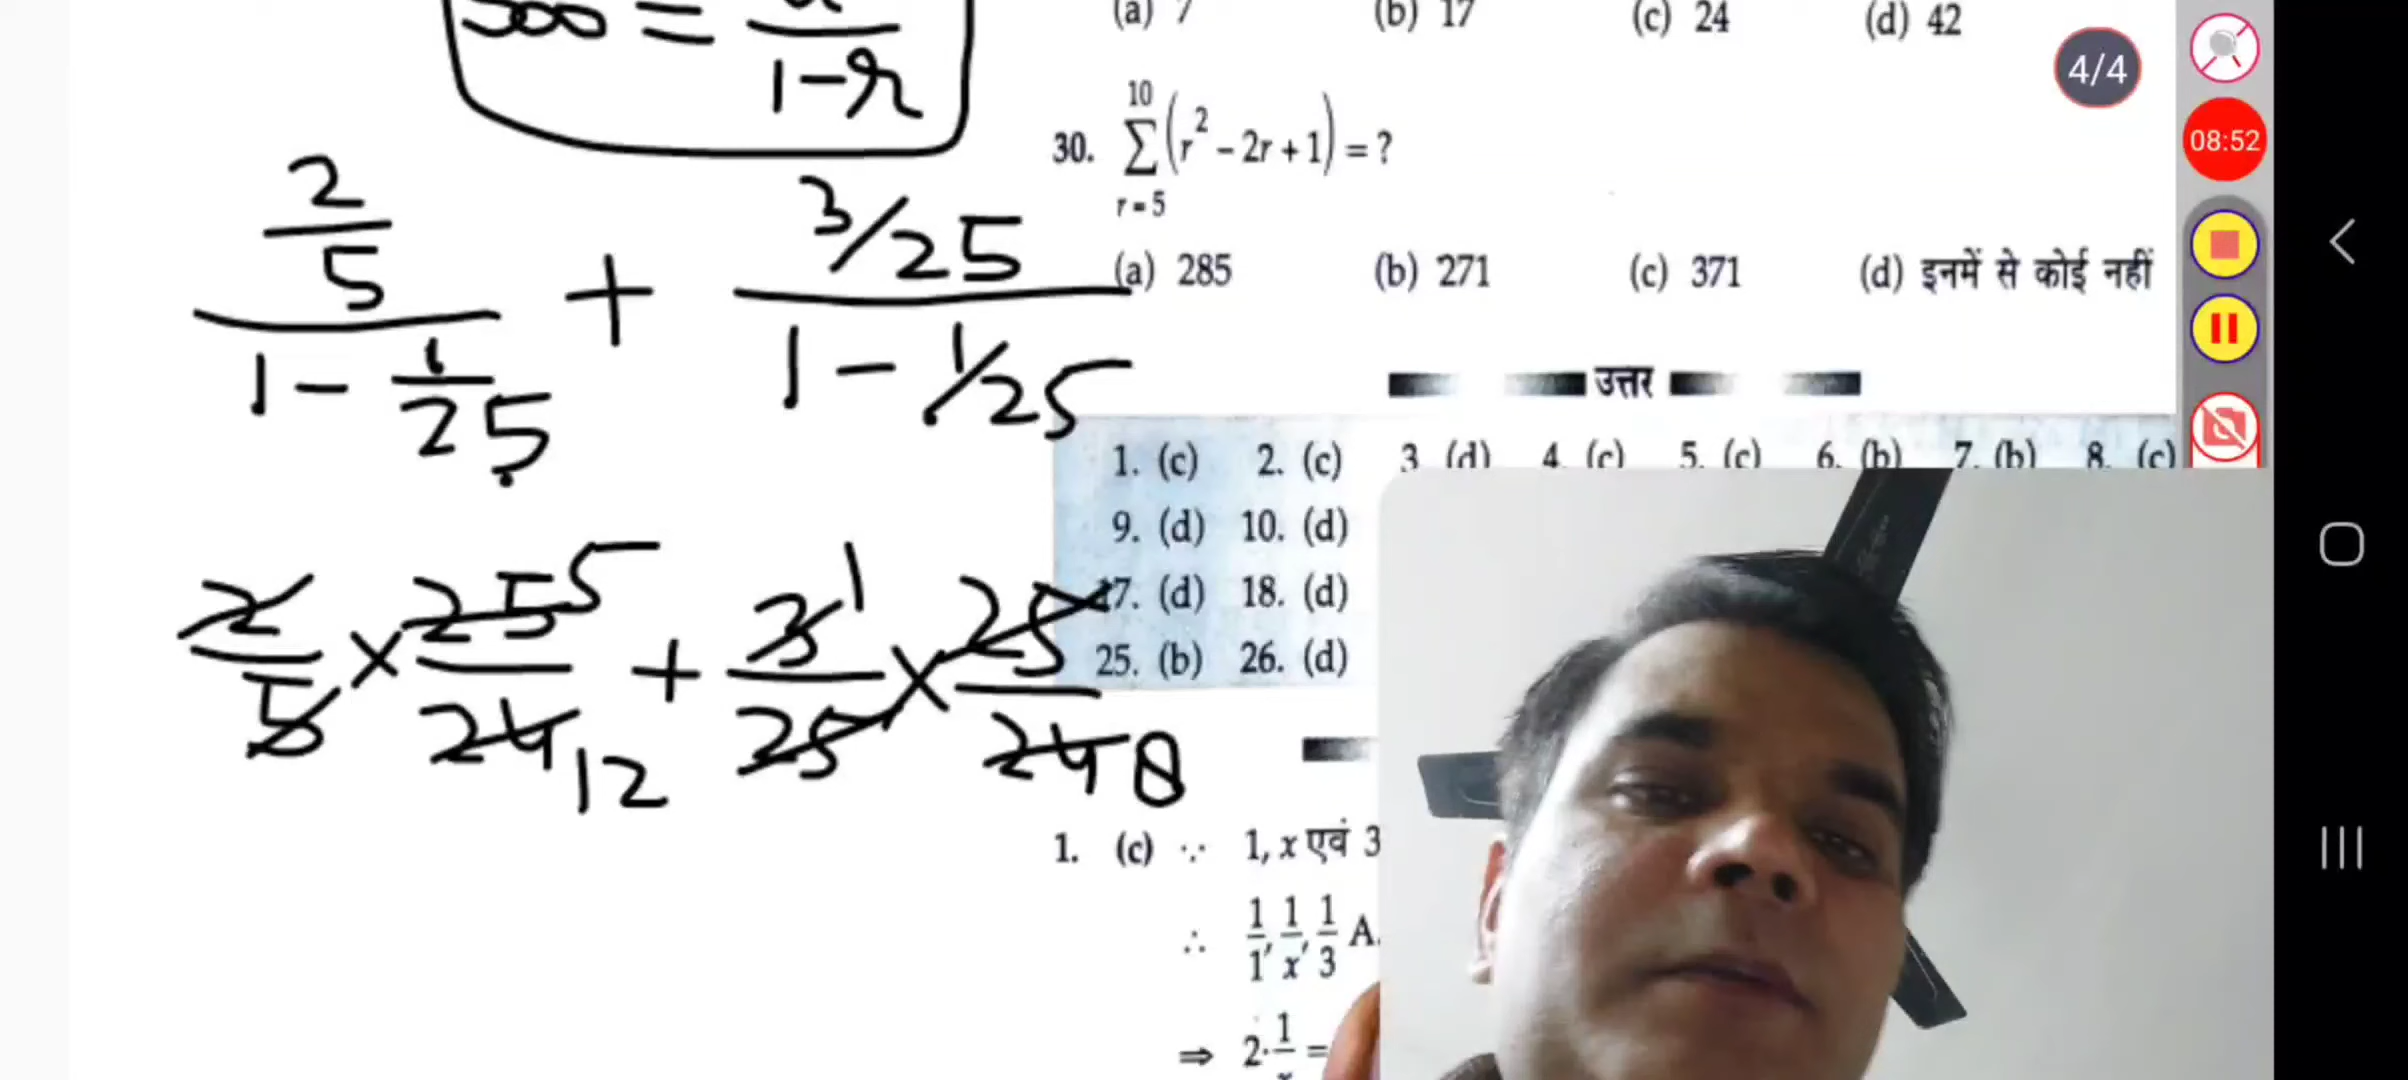 S∞ = a / 1-r
2/5 / 1 - 1/25 + 3/25 / 1 - 1/25
2/5 × 25 5/24 12 + 3 1/25 × 25/24 8
(a) 7 (b) 17 (c) 24 (d) 42
4/4
08:52
30. \sum_{r=5}^{10} (r² - 2r + 1) = ?
(a) 285 (b) 271 (c) 371 (d) इनमें से कोई नहीं
उत्तर
1. (c) 2. (c) 3. (d) 4. (c) 5. (c) 6. (b) 7. (b) 8. (c)
9. (d) 10. (d)
17. (d) 18. (d)
25. (b) 26. (d)
1. (c) ∵ 1, x एवं 3
∴ 1/1, 1/x, 1/3 A.
⇒ 2·1/x =